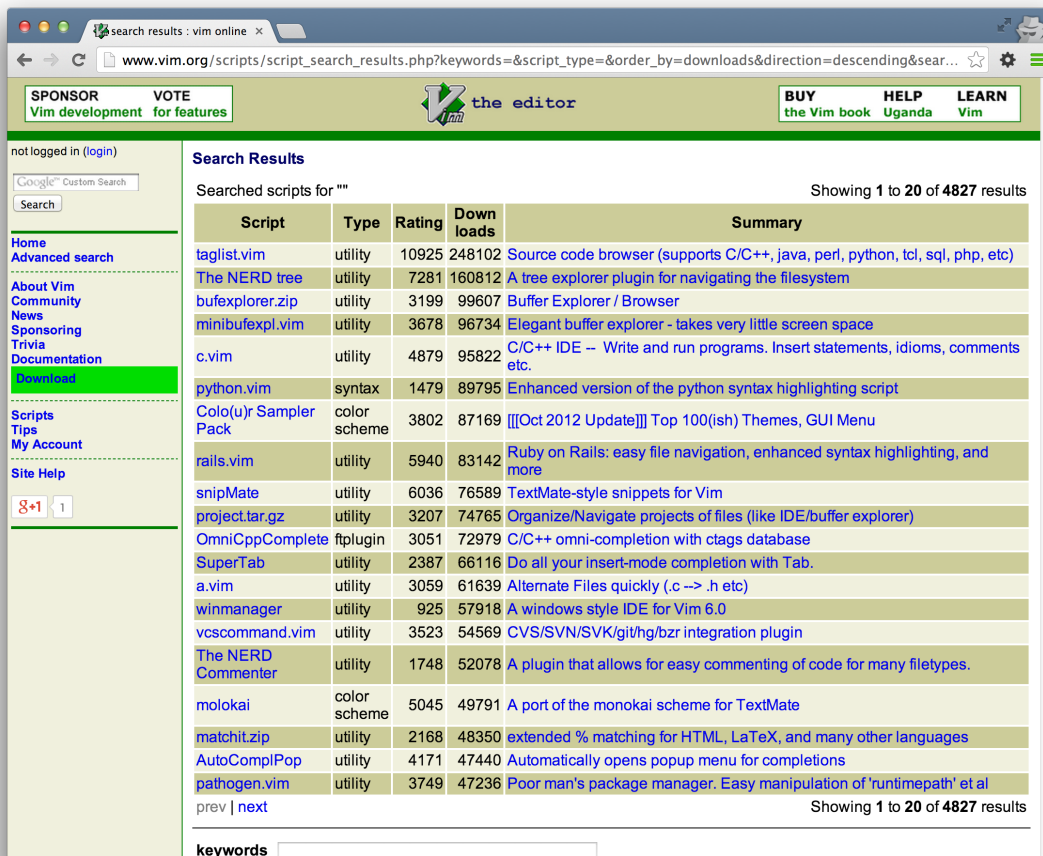 search results : vim online ×
www.vim.org/scripts/script_search_results.php?keywords=&script_type=&order_by=downloads&direction=descending&sear...
SPONSOR VOTE
Vim development for features
Vim the editor
BUY HELP LEARN
the Vim book Uganda Vim
not logged in (login)
Google™ Custom Search
Search
Home
Advanced search
About Vim
Community
News
Sponsoring
Trivia
Documentation
Download
Scripts
Tips
My Account
Site Help
g+1 1
Search Results
Searched scripts for "" Showing 1 to 20 of 4827 results
Script Type Rating Down
loads Summary
taglist.vim utility 10925 248102 Source code browser (supports C/C++, java, perl, python, tcl, sql, php, etc)
The NERD tree utility 7281 160812 A tree explorer plugin for navigating the filesystem
bufexplorer.zip utility 3199 99607 Buffer Explorer / Browser
minibufexpl.vim utility 3678 96734 Elegant buffer explorer - takes very little screen space
c.vim utility 4879 95822 C/C++ IDE -- Write and run programs. Insert statements, idioms, comments
etc.
python.vim syntax 1479 89795 Enhanced version of the python syntax highlighting script
Colo(u)r Sampler color
Pack scheme 3802 87169 [[[Oct 2012 Update]]] Top 100(ish) Themes, GUI Menu
rails.vim utility 5940 83142 Ruby on Rails: easy file navigation, enhanced syntax highlighting, and
more
snipMate utility 6036 76589 TextMate-style snippets for Vim
project.tar.gz utility 3207 74765 Organize/Navigate projects of files (like IDE/buffer explorer)
OmniCppComplete ftplugin 3051 72979 C/C++ omni-completion with ctags database
SuperTab utility 2387 66116 Do all your insert-mode completion with Tab.
a.vim utility 3059 61639 Alternate Files quickly (.c --> .h etc)
winmanager utility 925 57918 A windows style IDE for Vim 6.0
vcscommand.vim utility 3523 54569 CVS/SVN/SVK/git/hg/bzr integration plugin
The NERD
Commenter utility 1748 52078 A plugin that allows for easy commenting of code for many filetypes.
molokai color
scheme 5045 49791 A port of the monokai scheme for TextMate
matchit.zip utility 2168 48350 extended % matching for HTML, LaTeX, and many other languages
AutoComplPop utility 4171 47440 Automatically opens popup menu for completions
pathogen.vim utility 3749 47236 Poor man's package manager. Easy manipulation of 'runtimepath' et al
prev | next Showing 1 to 20 of 4827 results
keywords